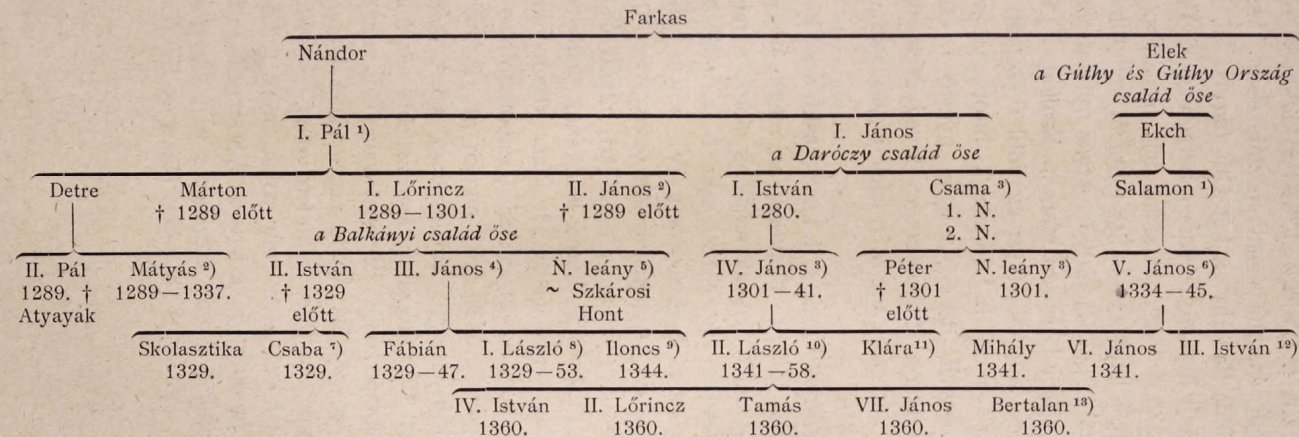 Farkas
Nándor Elek
a Gúthy és Gúthy Ország
család őse
I. Pál ¹) I. János Ekch
a Daróczy család őse
Detre Márton I. Lőrincz II. János ²) I. István Csama ³) Salamon ¹)
† 1289 előtt 1289—1301. † 1289 előtt 1280. 1. N.
a Balkányi család őse 2. N.
II. Pál Mátyás ²) II. István III. János ⁴) N. leány ⁵) IV. János ³) Péter N. leány ³) V. János ⁶)
1289. † 1289—1337. † 1329 ~ Szkárosi 1301—41. † 1301 1301. 1334—45.
Atyayak előtt Hont előtt
Skolasztika Csaba ⁷) Fábián I. László ⁸) Iloncs ⁹) II. László ¹⁰) Klára ¹¹) Mihály VI. János III. István ¹²)
1329. 1329. 1329—47. 1329—53. 1344. 1341—58. 1341. 1341.
IV. István II. Lőrincz Tamás VII. János Bertalan ¹³)
1360. 1360. 1360. 1360. 1360.